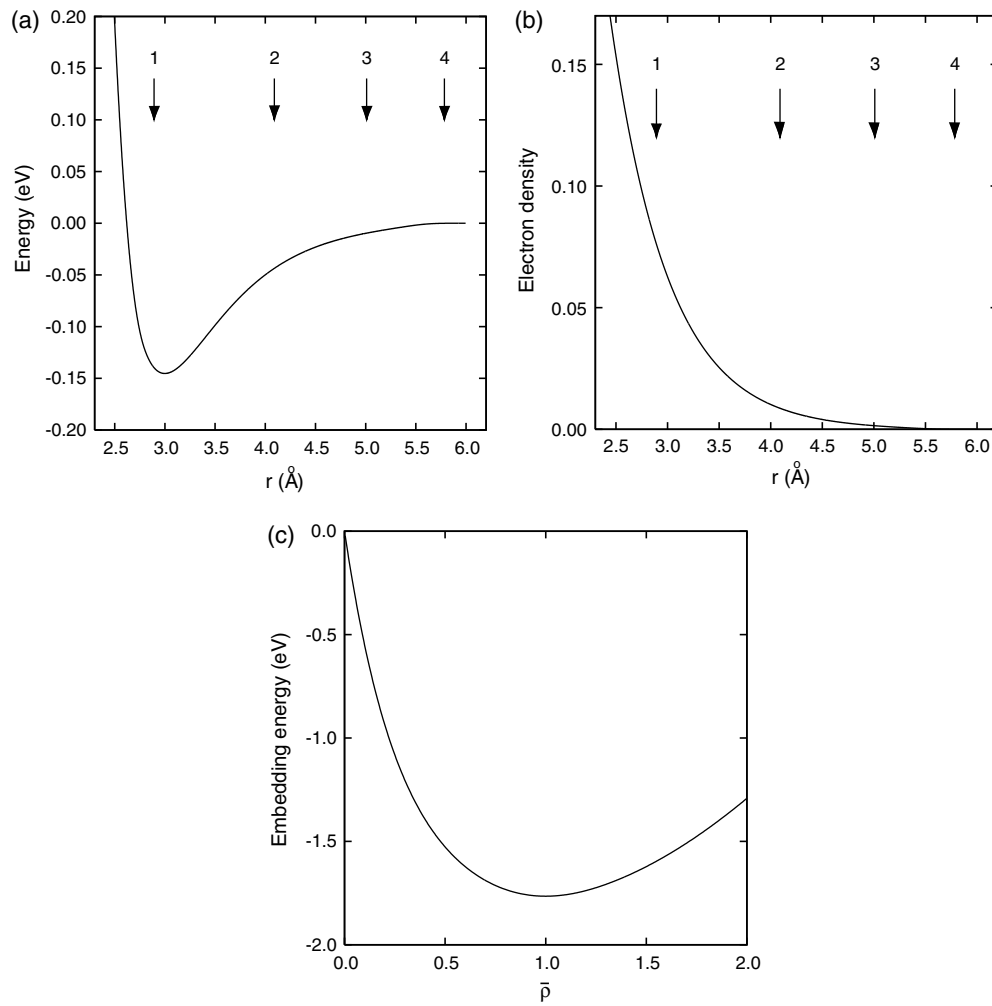 (a)
0.20
0.15
0.10
0.05
0.00
-0.05
-0.10
-0.15
-0.20
Energy (eV)
1 2 3 4
2.5 3.0 3.5 4.0 4.5 5.0 5.5 6.0
r (Å)
(b)
0.15
0.10
0.05
0.00
Electron density
1 2 3 4
2.5 3.0 3.5 4.0 4.5 5.0 5.5 6.0
r (Å)
(c)
0.0
-0.5
-1.0
-1.5
-2.0
Embedding energy (eV)
0.0 0.5 1.0 1.5 2.0
ρ̄